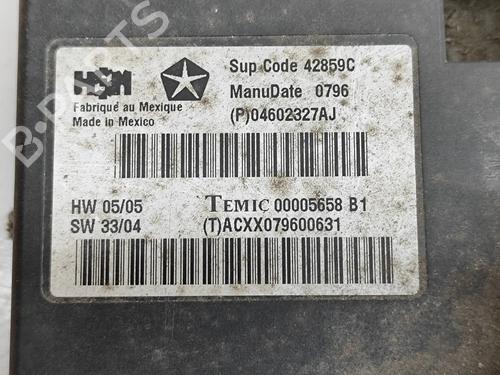 Sup Code 42859C
ManuDate 0796
(P)04602327AJ
Fabriqué au Mexique
Made in Mexico
HW 05/05
SW 33/04
TEMIC 00005658 B1
(T)ACXX079600631
B-PARTS